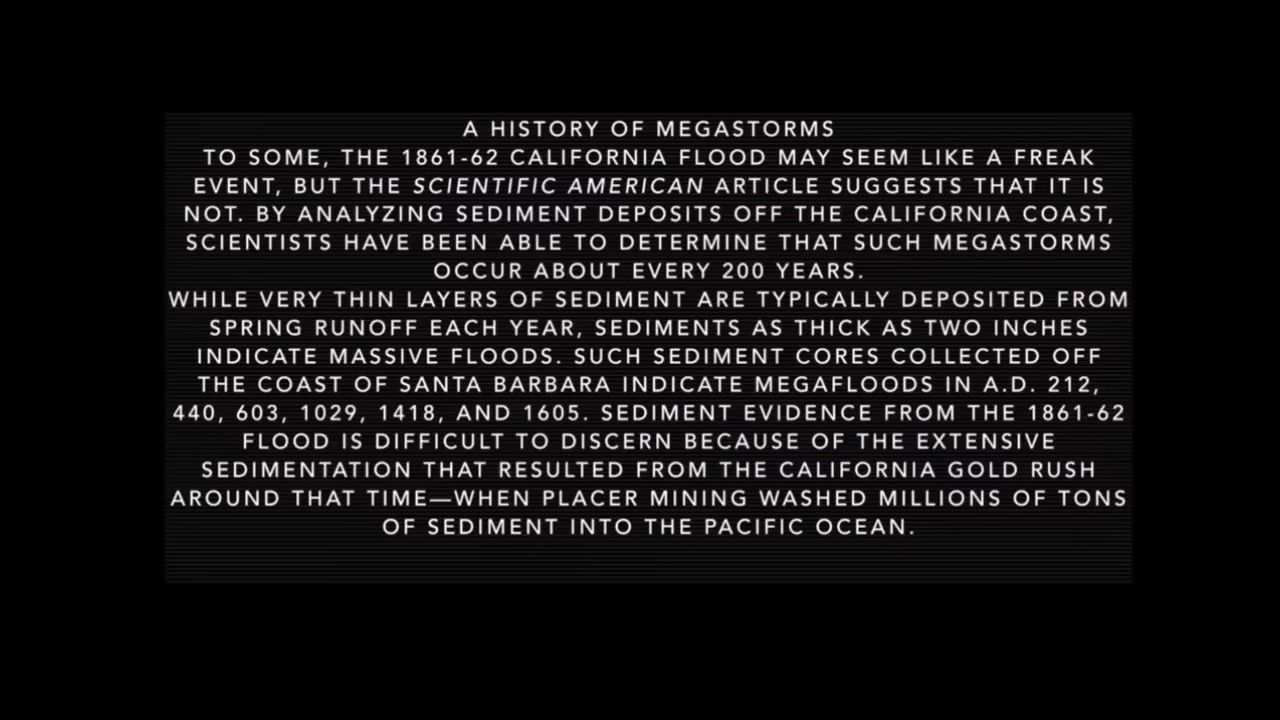 A HISTORY OF MEGASTORMS
TO SOME, THE 1861-62 CALIFORNIA FLOOD MAY SEEM LIKE A FREAK
EVENT, BUT THE SCIENTIFIC AMERICAN ARTICLE SUGGESTS THAT IT IS
NOT. BY ANALYZING SEDIMENT DEPOSITS OFF THE CALIFORNIA COAST,
SCIENTISTS HAVE BEEN ABLE TO DETERMINE THAT SUCH MEGASTORMS
OCCUR ABOUT EVERY 200 YEARS.
WHILE VERY THIN LAYERS OF SEDIMENT ARE TYPICALLY DEPOSITED FROM
SPRING RUNOFF EACH YEAR, SEDIMENTS AS THICK AS TWO INCHES
INDICATE MASSIVE FLOODS. SUCH SEDIMENT CORES COLLECTED OFF
THE COAST OF SANTA BARBARA INDICATE MEGAFLOODS IN A.D. 212,
440, 603, 1029, 1418, AND 1605. SEDIMENT EVIDENCE FROM THE 1861-62
FLOOD IS DIFFICULT TO DISCERN BECAUSE OF THE EXTENSIVE
SEDIMENTATION THAT RESULTED FROM THE CALIFORNIA GOLD RUSH
AROUND THAT TIME—WHEN PLACER MINING WASHED MILLIONS OF TONS
OF SEDIMENT INTO THE PACIFIC OCEAN.